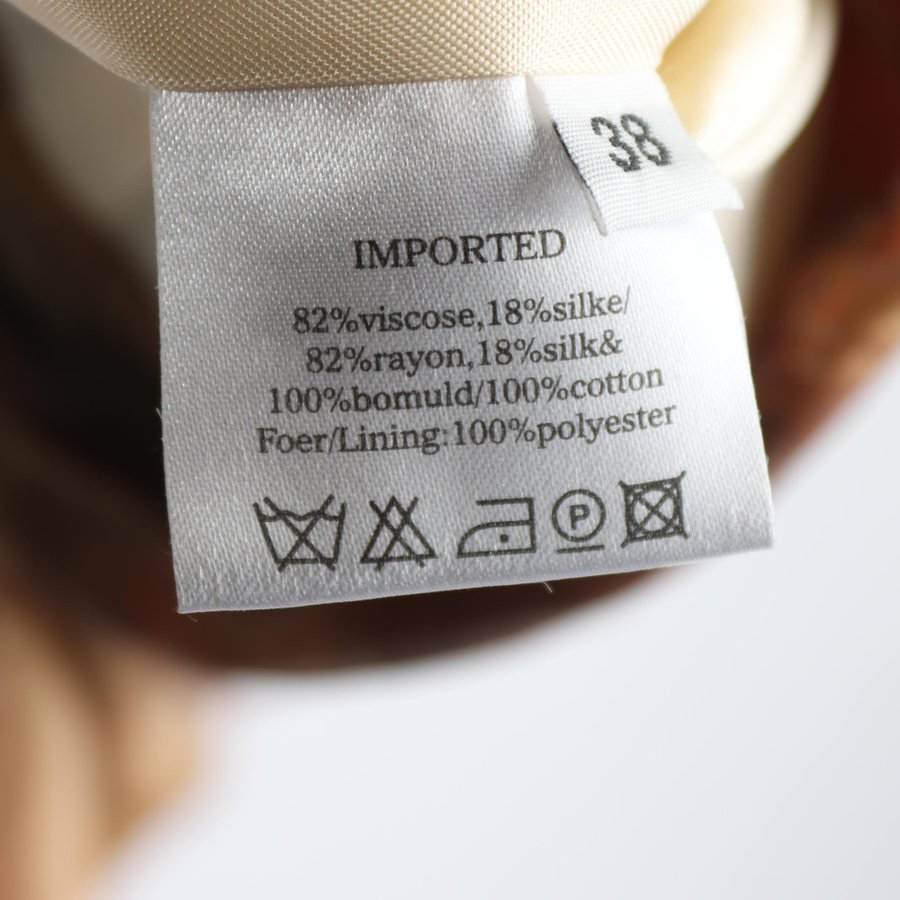 38
IMPORTED
82%viscose,18%silke/
82%rayon,18%silk&
100%bomuld/100%cotton
Foer/Lining:100%polyester
P